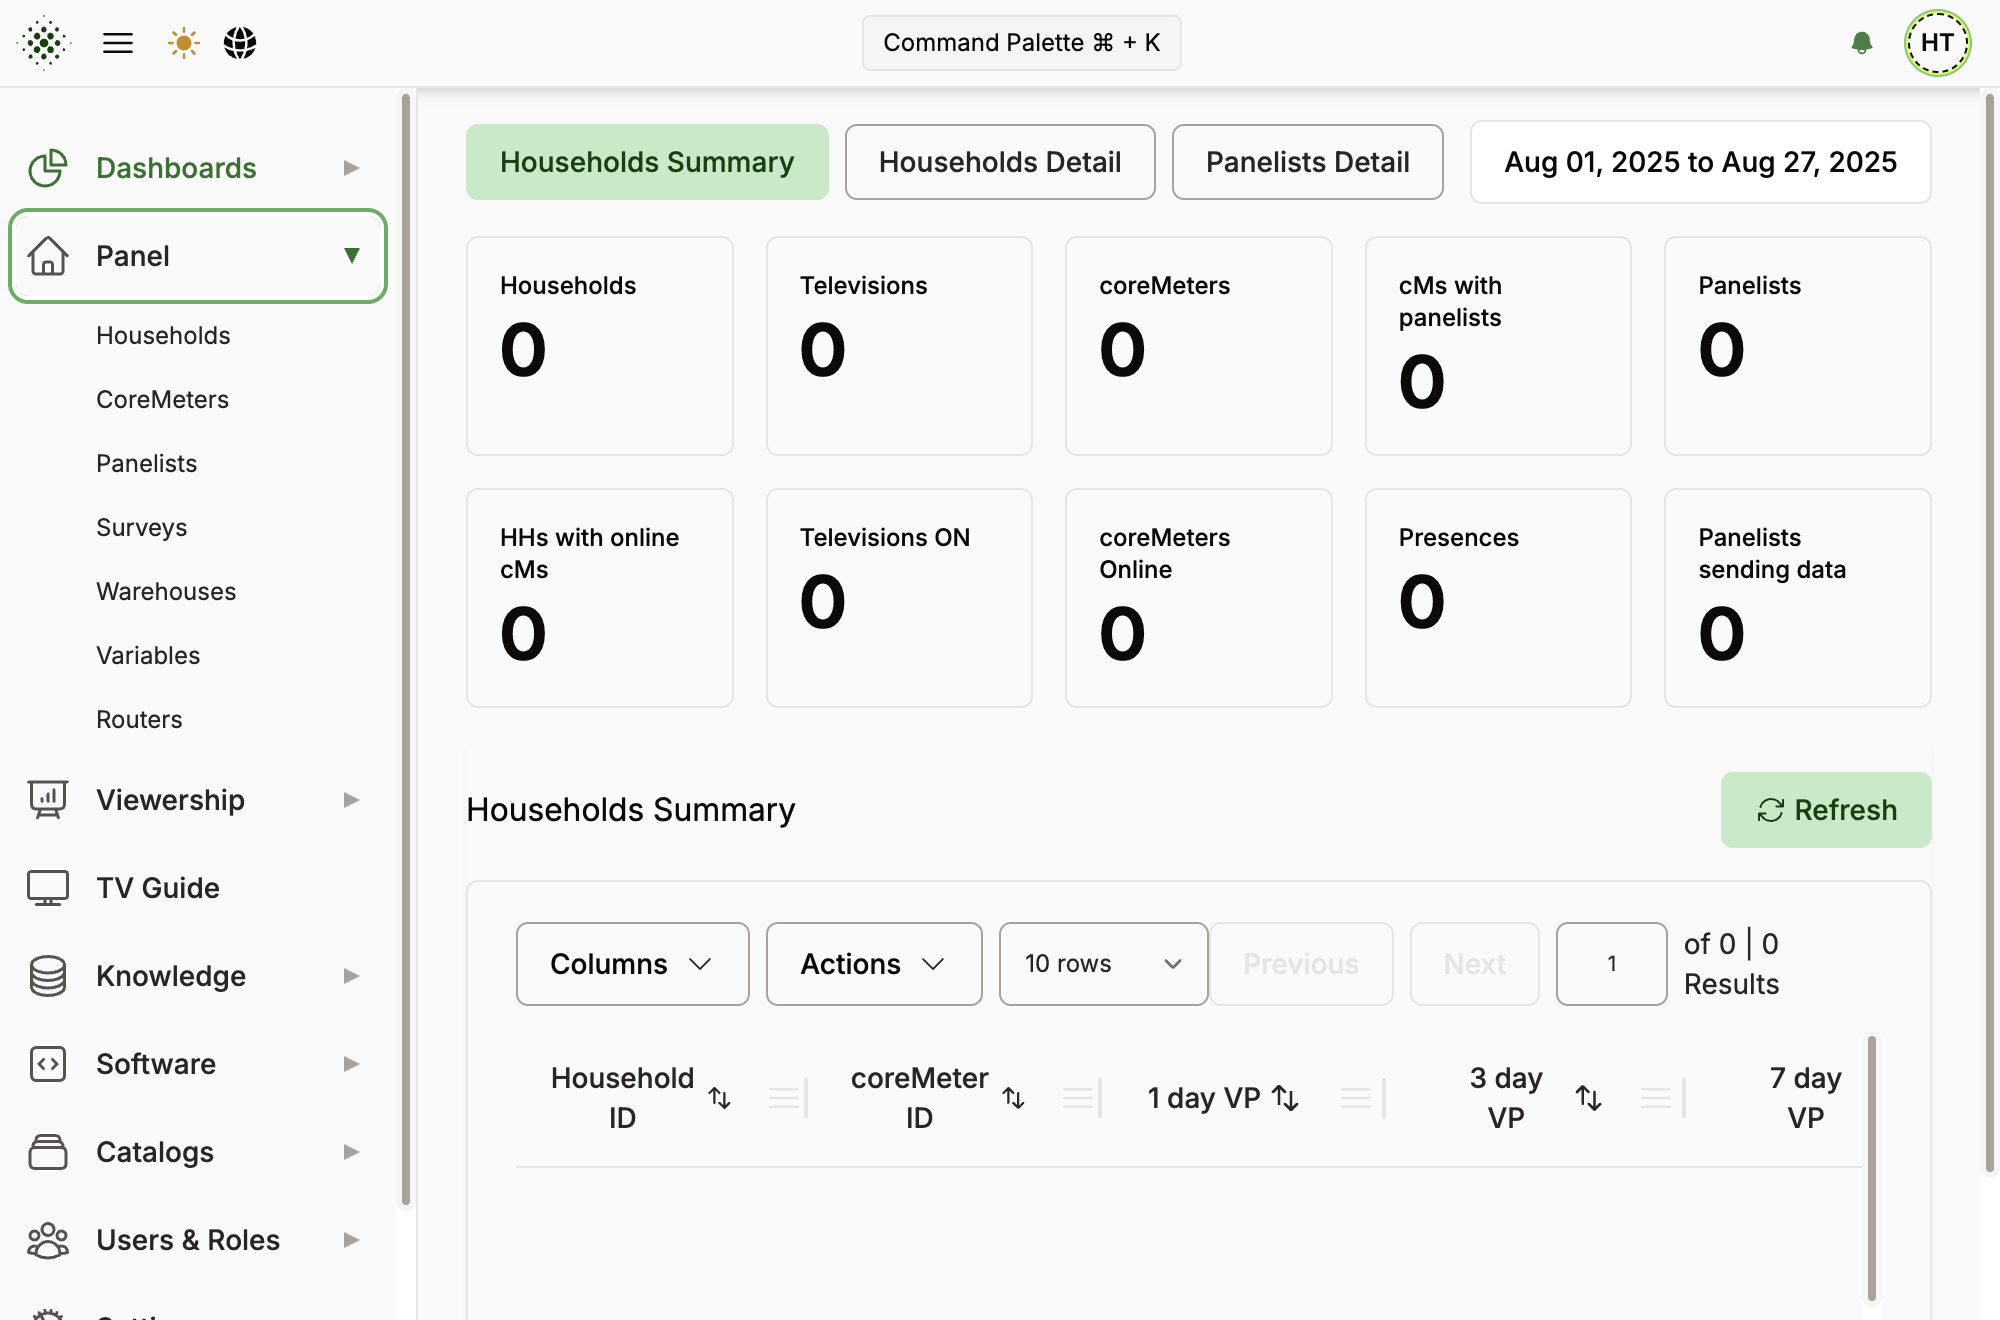 Command Palette ⌘ + K
HT
Dashboards
Panel
Households
CoreMeters
Panelists
Surveys
Warehouses
Variables
Routers
Viewership
TV Guide
Knowledge
Software
Catalogs
Users & Roles
Households Summary
Households Detail
Panelists Detail
Aug 01, 2025 to Aug 27, 2025
Households
0
Televisions
0
coreMeters
0
cMs with
panelists
0
Panelists
0
HHs with online
cMs
0
Televisions ON
0
coreMeters
Online
0
Presences
0
Panelists
sending data
0
Households Summary
Refresh
Columns
Actions
10 rows
Previous
Next
1
of 0 | 0
Results
Household
ID
coreMeter
ID
1 day VP
3 day
VP
7 day
VP